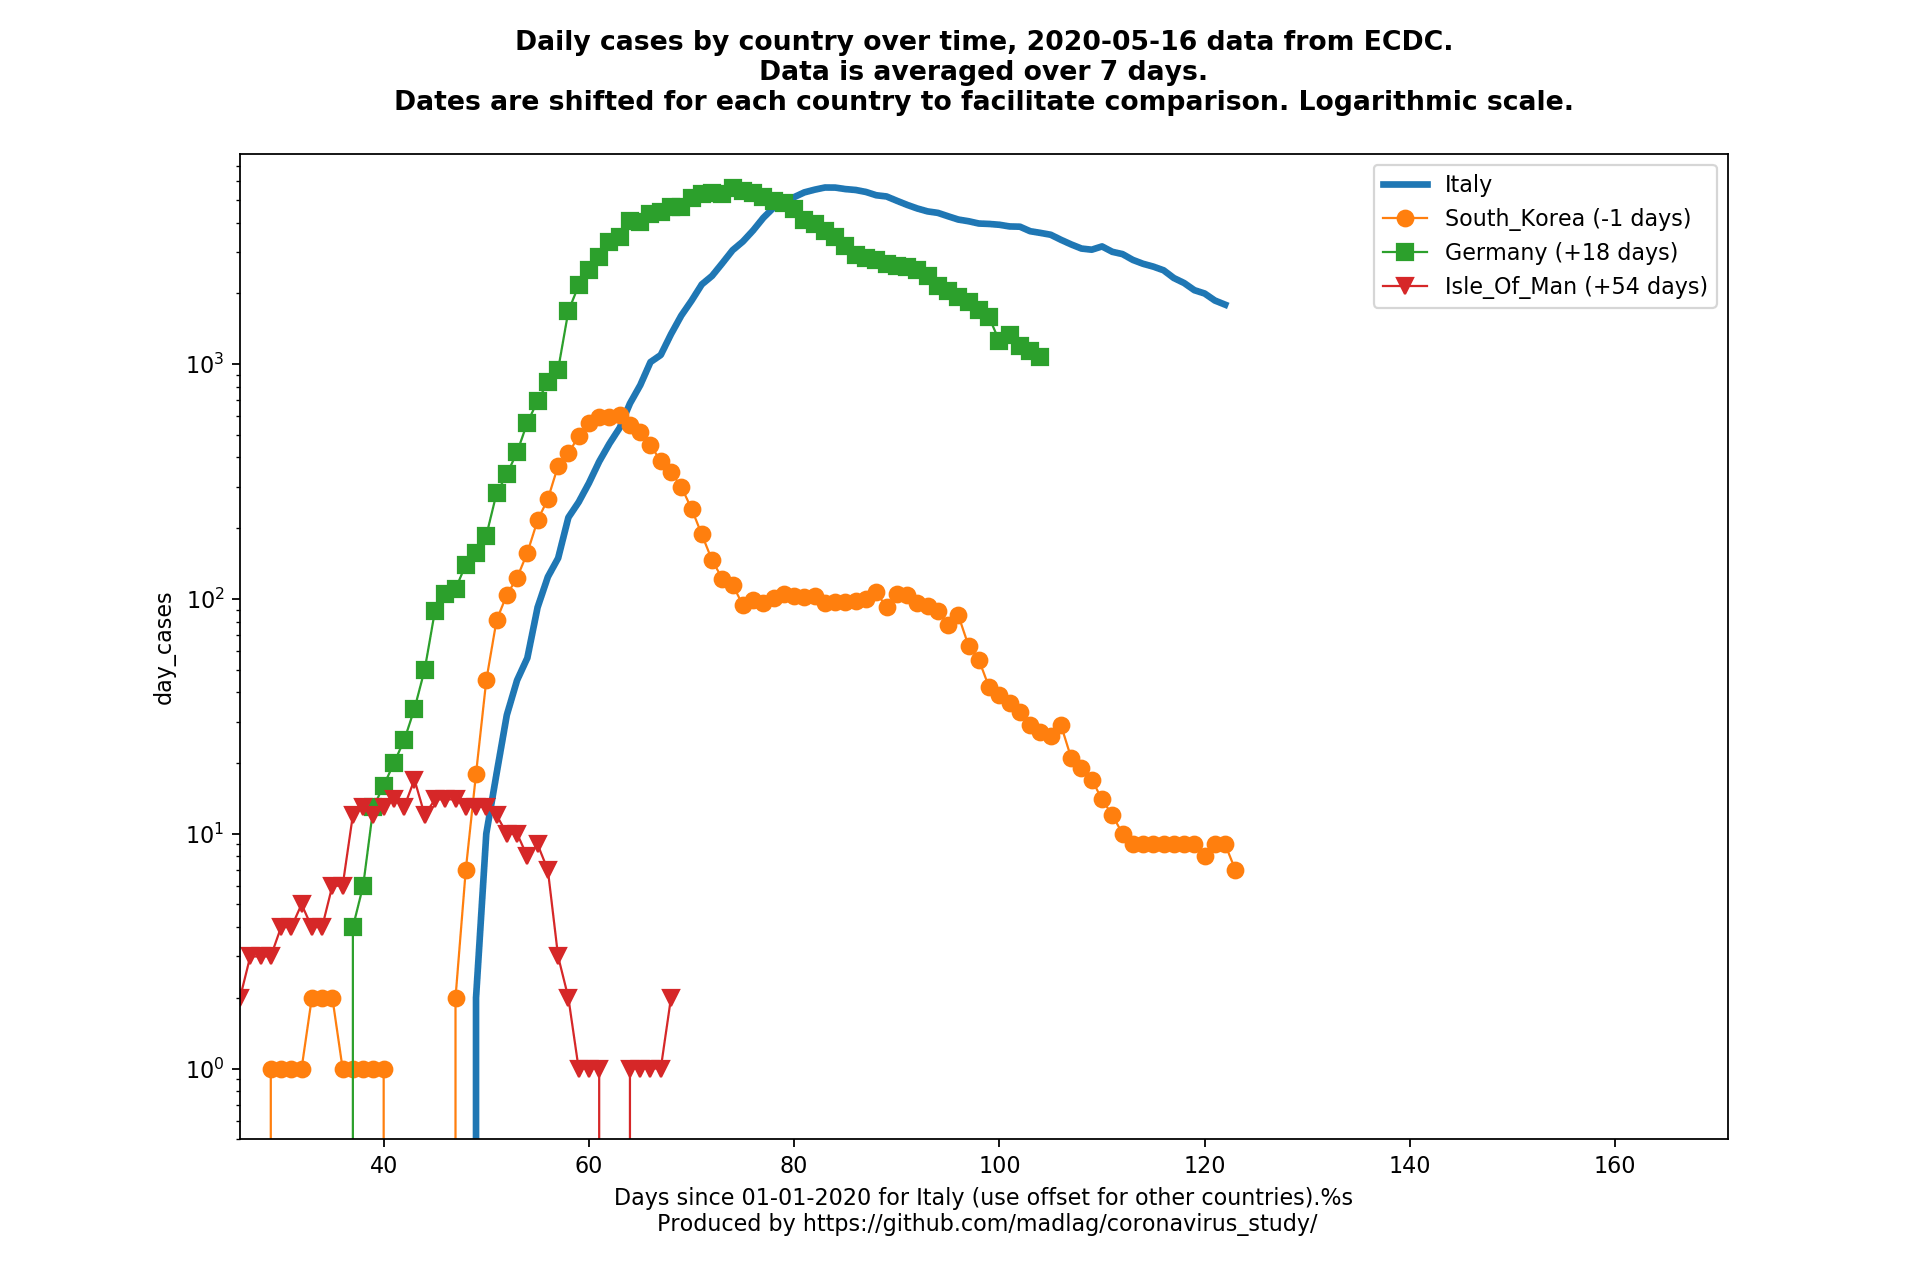 Daily cases by country over time, 2020-05-16 data from ECDC.
Data is averaged over 7 days.
Dates are shifted for each country to facilitate comparison. Logarithmic scale.
Italy
South_Korea (-1 days)
Germany (+18 days)
Isle_Of_Man (+54 days)
day_cases
10³
10²
10¹
10⁰
40 60 80 100 120 140 160
Days since 01-01-2020 for Italy (use offset for other countries).%s
Produced by https://github.com/madlag/coronavirus_study/